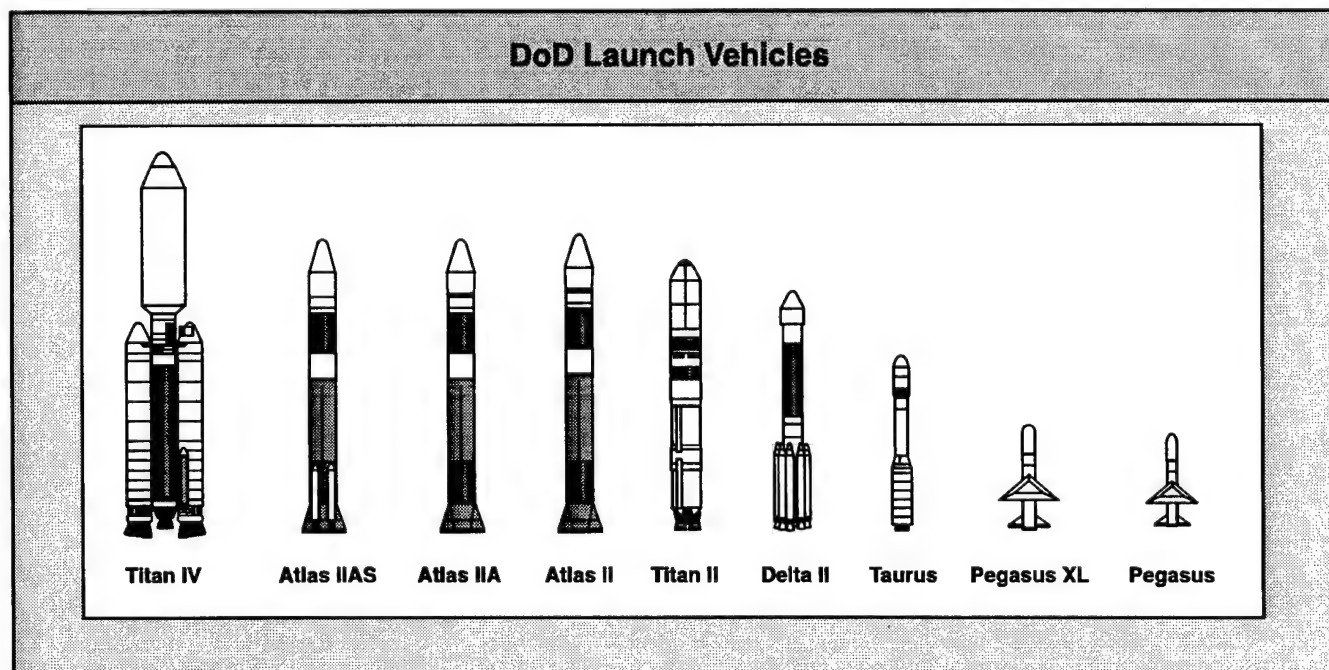 DoD Launch Vehicles
Titan IV Atlas iiAS Atlas IIA Atlas ii Titan II Delta II Taurus Pegasus XL Pegasus